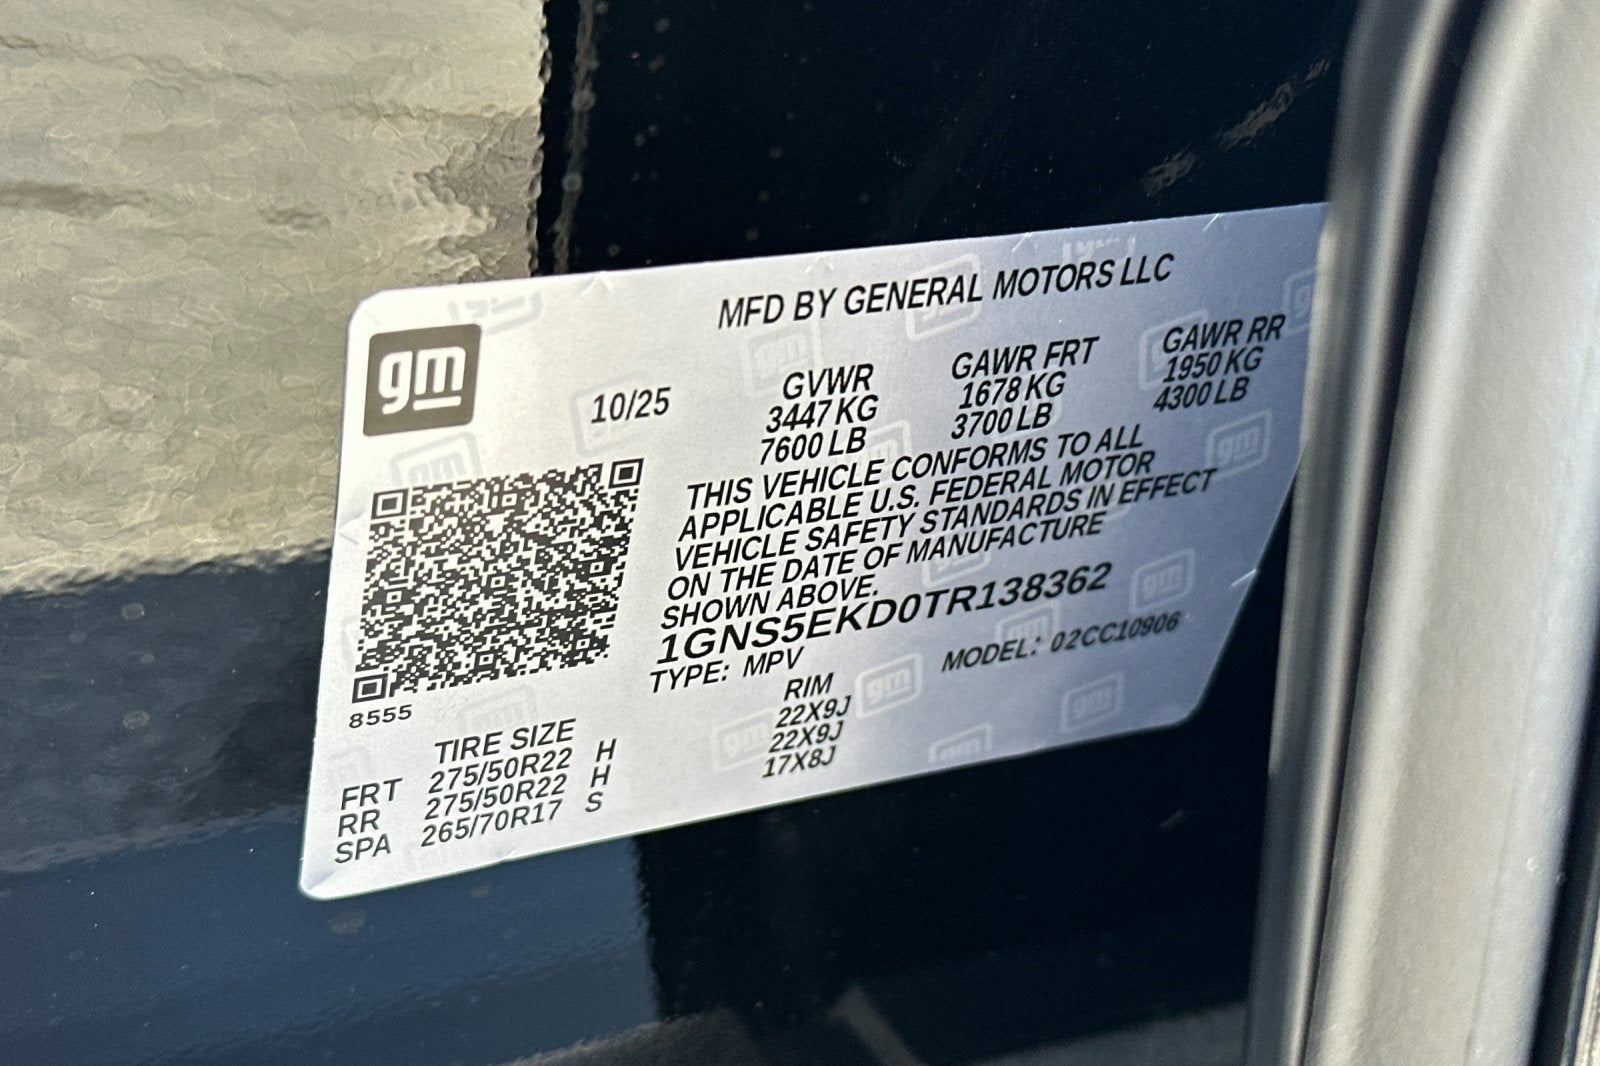 MFD BY GENERAL MOTORS LLC
gm
10/25
GVWR GAWR FRT GAWR RR
3447 KG 1678 KG 1950 KG
7600 LB 3700 LB 4300 LB
THIS VEHICLE CONFORMS TO ALL
APPLICABLE U.S. FEDERAL MOTOR
VEHICLE SAFETY STANDARDS IN EFFECT
ON THE DATE OF MANUFACTURE
SHOWN ABOVE.
1GNS5EKD0TR138362
TYPE: MPV MODEL: 02CC10906
8555
TIRE SIZE RIM
FRT 275/50R22 H 22X9J
RR 275/50R22 H 22X9J
SPA 265/70R17 S 17X8J